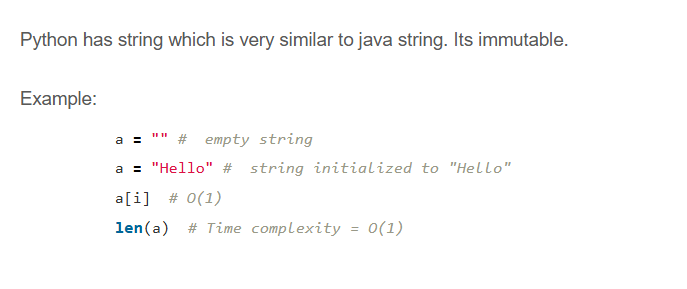 Python has string which is very similar to java string. Its immutable.
Example:
a = "" #  empty string
a = "Hello" #  string initialized to "Hello"
a[i]  # O(1)
len(a)  # Time complexity = O(1)